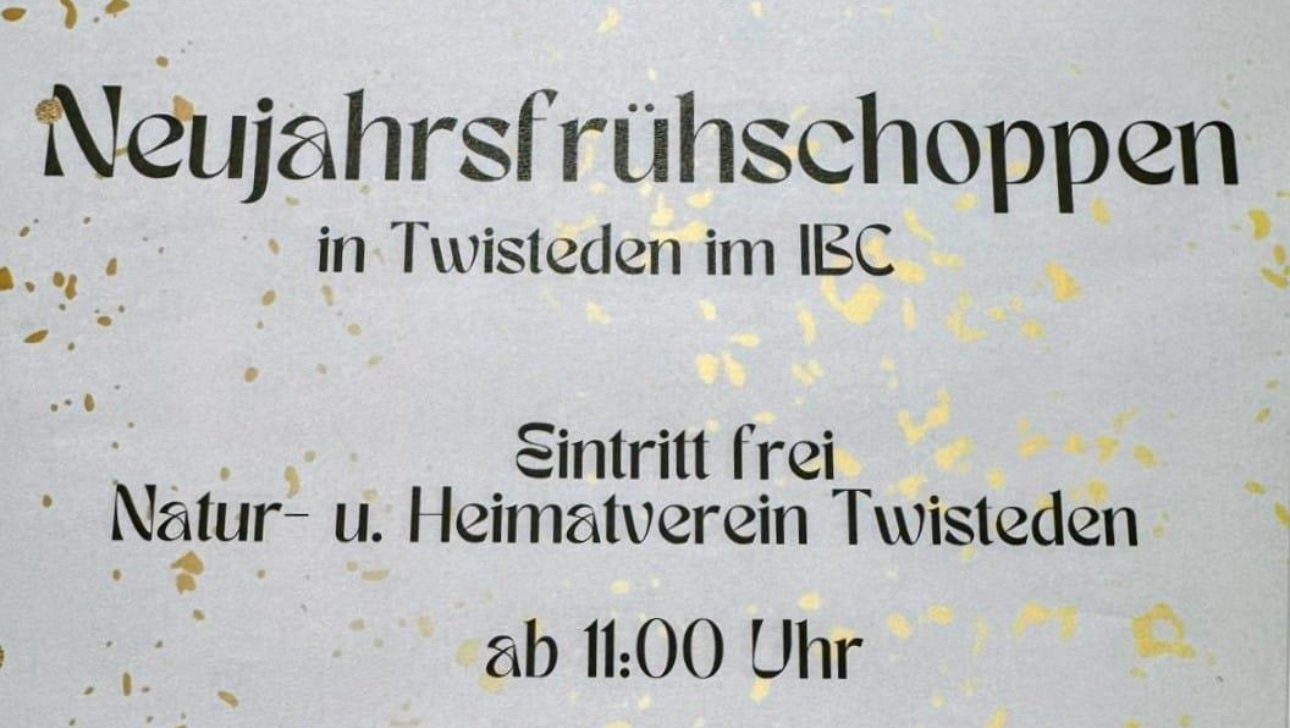 Neujahrsfrühschoppen
in Twisteden im IBC
Eintritt frei
Natur- u. Heimatverein Twisteden
ab 11:00 Uhr